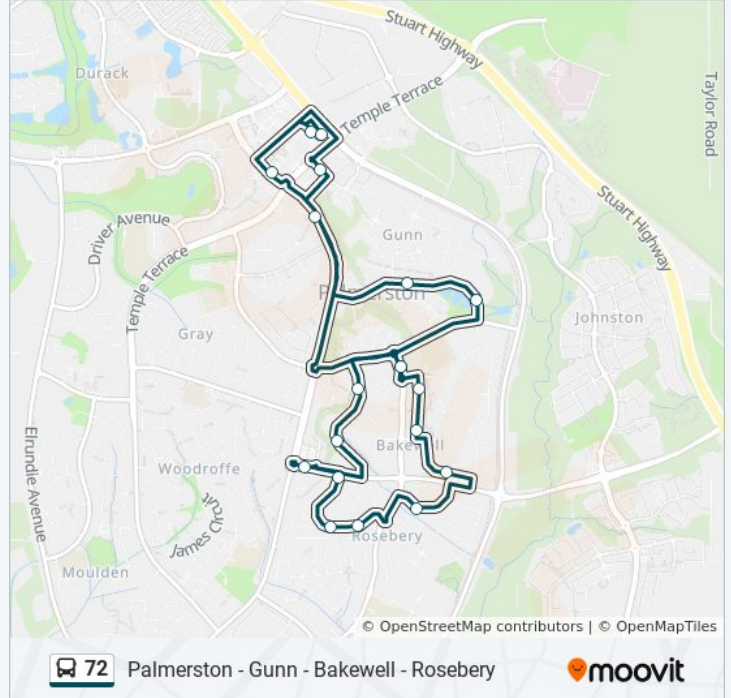 Stuart Highway
Durack
Temple Terrace
Taylor Road
Stuart Highway
Driver Avenue
Gunn
Temple Terrace
Palmerston
Johnston
Gray
Elrundie Avenue
Bakewell
Woodroffe
James Circuit
Rosebery
Moulden
© OpenStreetMap contributors | © OpenMapTiles
72 Palmerston - Gunn - Bakewell - Rosebery
moovit